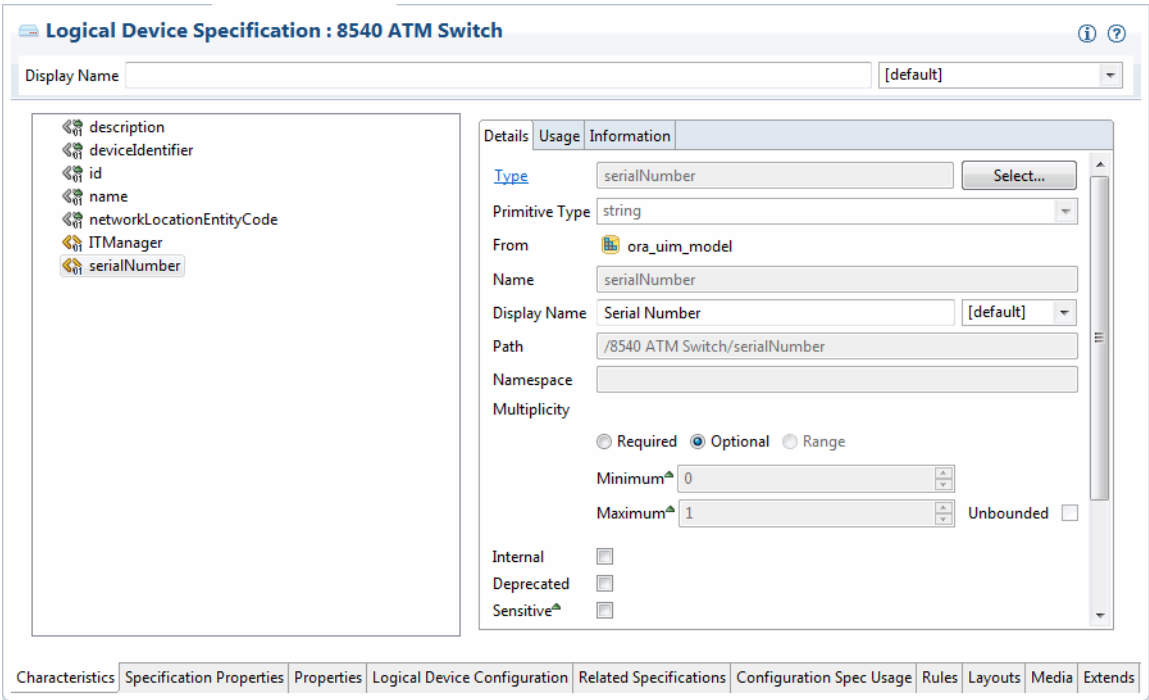 Logical Device Specification : 8540 ATM Switch
Display Name [default]
description
deviceIdentifier
id
name
networkLocationEntityCode
ITManager
serialNumber
Details Usage Information
Type serialNumber Select...
Primitive Type string
From ora_uim_model
Name serialNumber
Display Name Serial Number [default]
Path /8540 ATM Switch/serialNumber
Namespace
Multiplicity
Required Optional Range
Minimum 0
Maximum 1 Unbounded
Internal
Deprecated
Sensitive
Characteristics Specification Properties Properties Logical Device Configuration Related Specifications Configuration Spec Usage Rules Layouts Media Extends